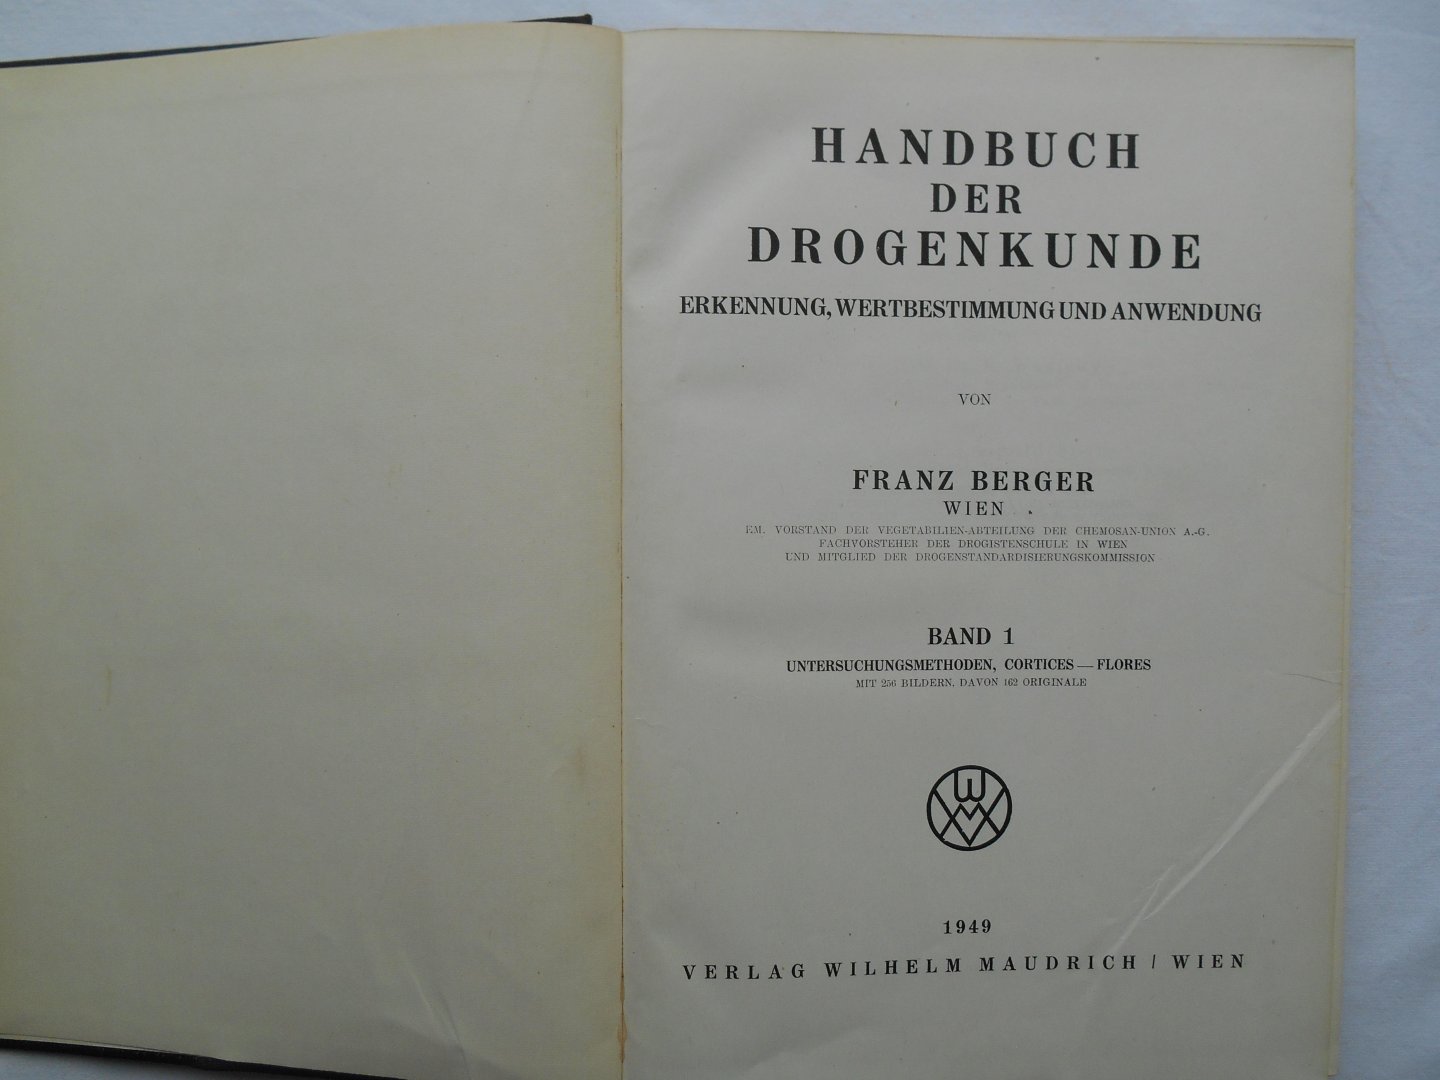 HANDBUCH
DER
DROGENKUNDE
ERKENNUNG, WERTBESTIMMUNG UND ANWENDUNG
VON
FRANZ BERGER
WIEN
EM. VORSTAND DER VEGETABILIEN-ABTEILUNG DER CHEMOSAN-UNION A.-G.
FACHVORSTEHER DER DROGISTENSCHULE IN WIEN
UND MITGLIED DER DROGENSTANDARDISIERUNGSKOMMISSION
BAND 1
UNTERSUCHUNGSMETHODEN, CORTICES — FLORES
MIT 256 BILDERN, DAVON 162 ORIGINALE
WMV
1949
VERLAG WILHELM MAUDRICH / WIEN